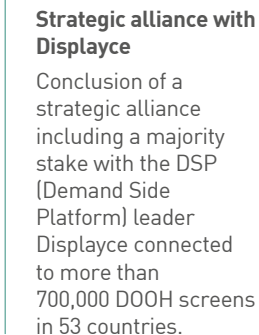 Strategic alliance with
Displayce
Conclusion of a
strategic alliance
including a majority
stake with the DSP
(Demand Side
Platform) leader
Displayce connected
to more than
700,000 DOOH screens
in 53 countries.